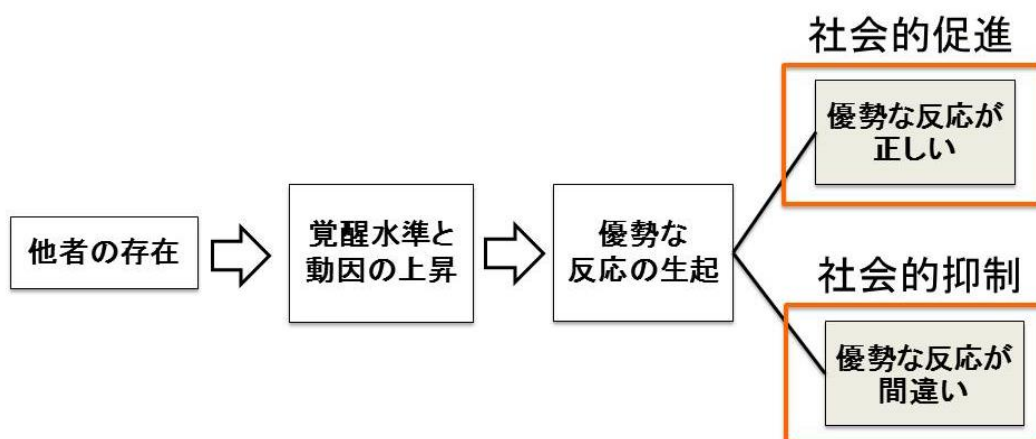 社会的促進
優勢な反応が
正しい
他者の存在
覚醒水準と
動因の上昇
優勢な
反応の生起
社会的抑制
優勢な反応が
間違い